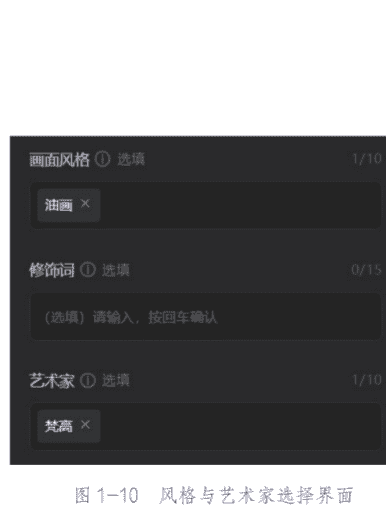 画面风格 ⓘ 选填 1/10
油画 ×
修饰词 ⓘ 选填 0/15
（选填）请输入，按回车确认
艺术家 ⓘ 选填 1/10
梵高 ×
图 1-10 风格与艺术家选择界面